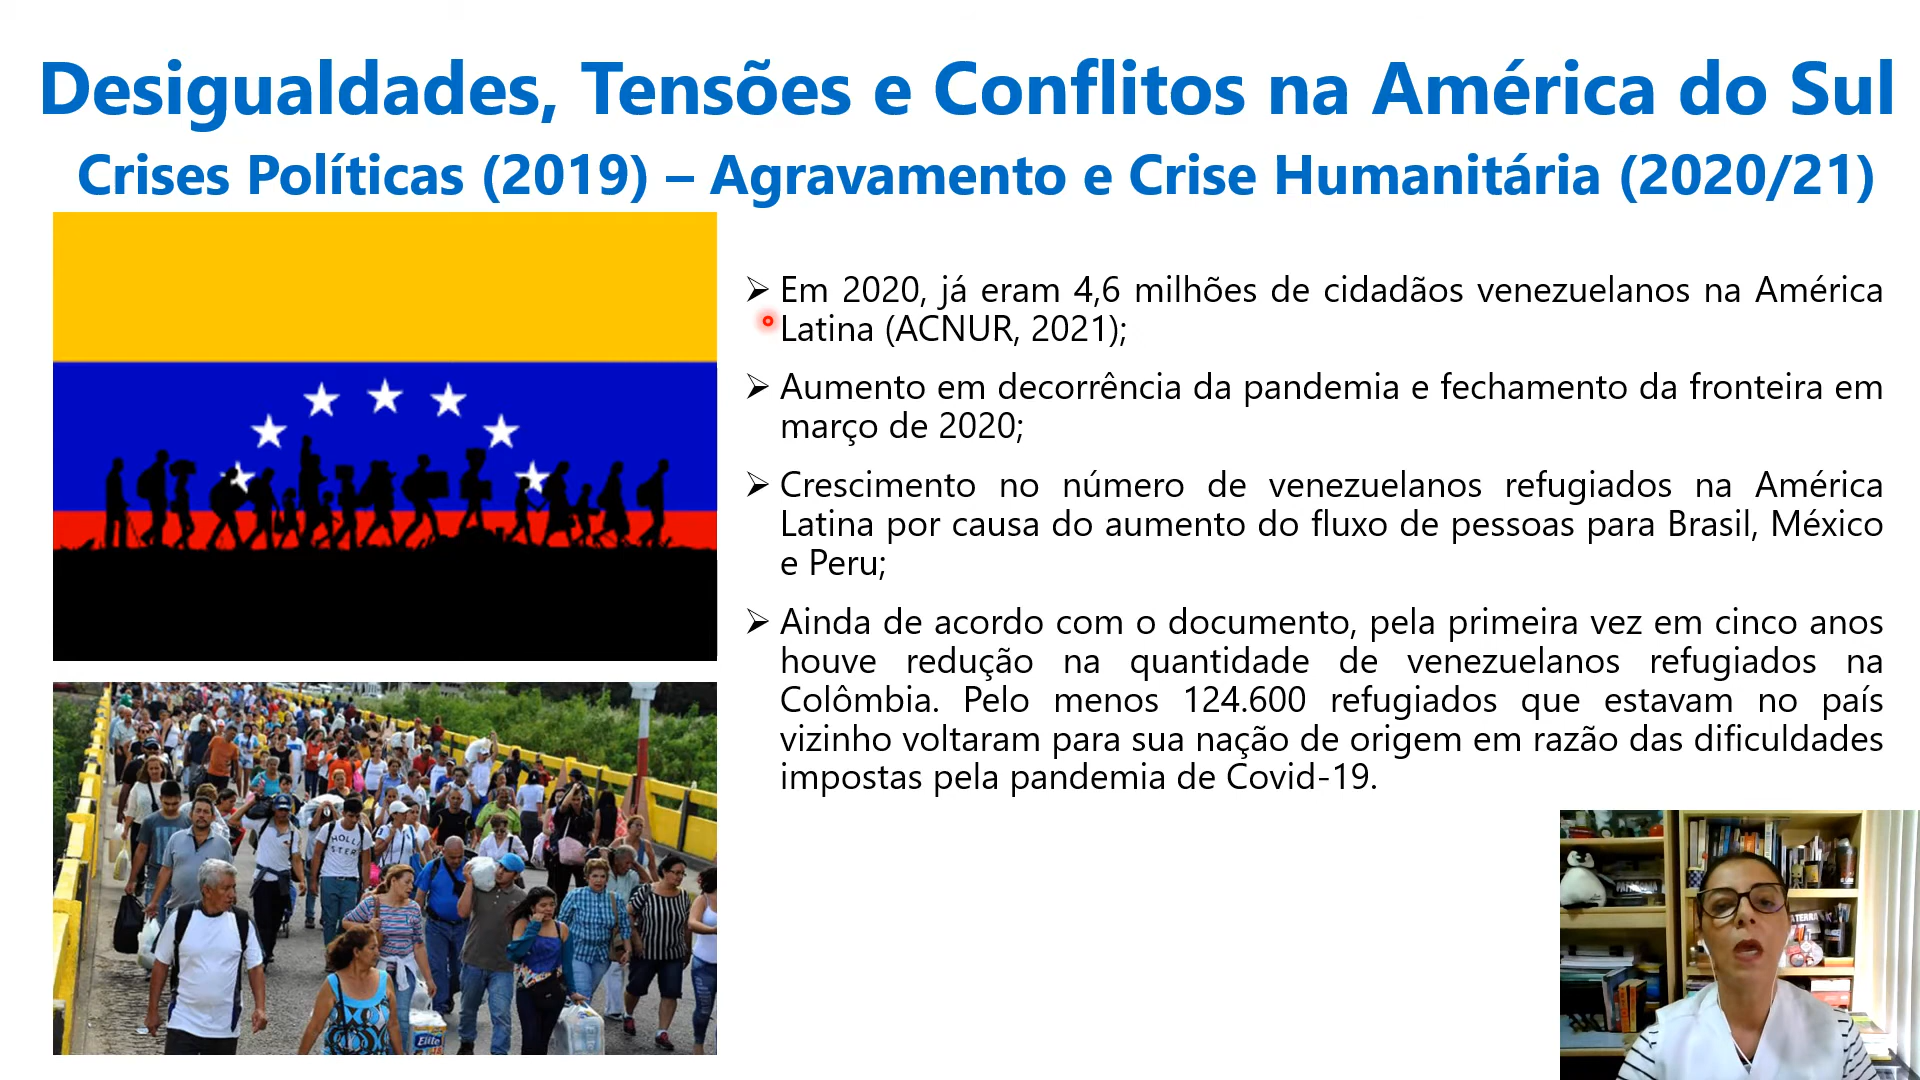 Desigualdades, Tensões e Conflitos na América do Sul
Crises Políticas (2019) – Agravamento e Crise Humanitária (2020/21)
➢ Em 2020, já eram 4,6 milhões de cidadãos venezuelanos na América
Latina (ACNUR, 2021);
➢ Aumento em decorrência da pandemia e fechamento da fronteira em
março de 2020;
➢ Crescimento no número de venezuelanos refugiados na América
Latina por causa do aumento do fluxo de pessoas para Brasil, México
e Peru;
➢ Ainda de acordo com o documento, pela primeira vez em cinco anos
houve redução na quantidade de venezuelanos refugiados na
Colômbia. Pelo menos 124.600 refugiados que estavam no país
vizinho voltaram para sua nação de origem em razão das dificuldades
impostas pela pandemia de Covid-19.
Elite